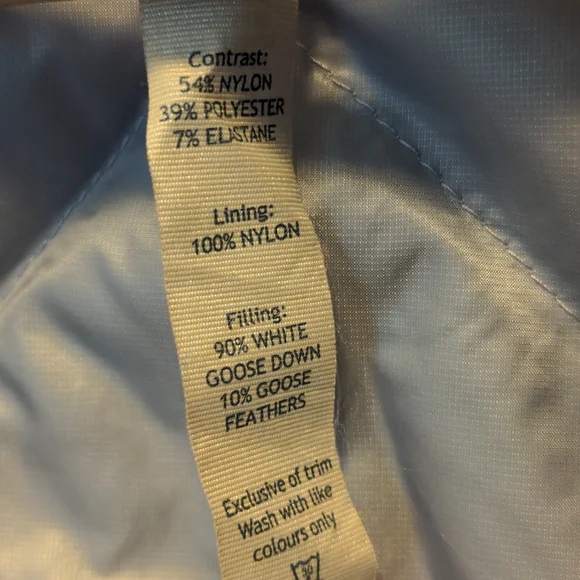 Contrast:
54% NYLON
39% POLYESTER
7% ELASTANE
Lining:
100% NYLON
Filling:
90% WHITE
GOOSE DOWN
10% GOOSE
FEATHERS
Exclusive of trim
Wash with like
colours only
30